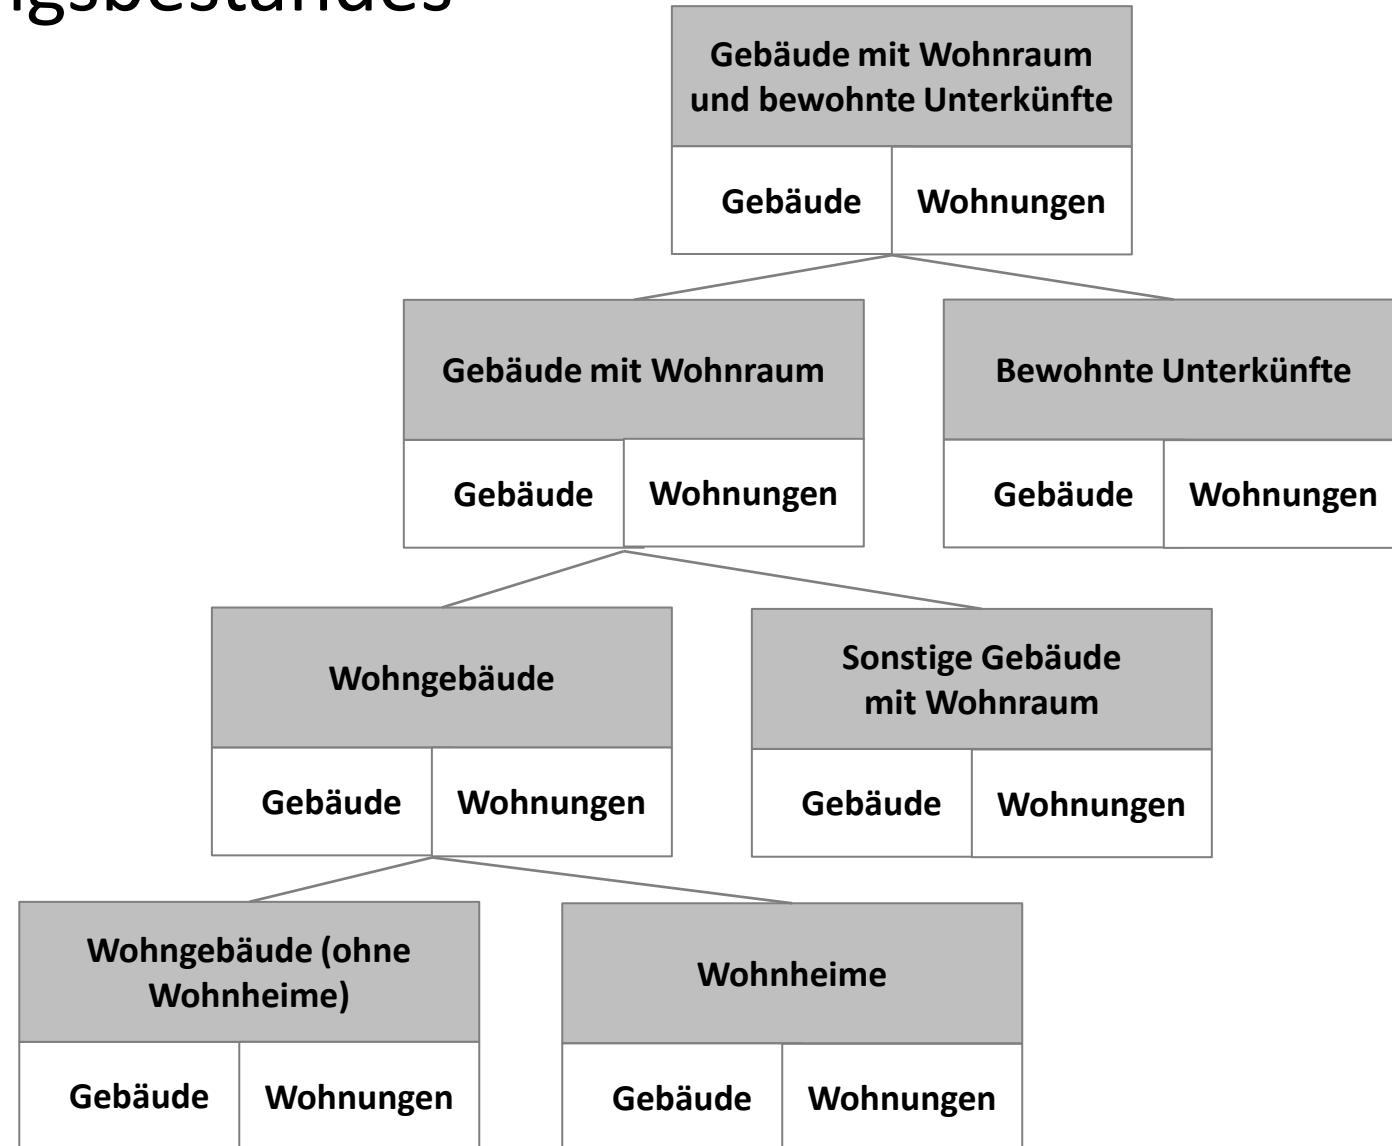 Gebäude mit Wohnraum
und bewohnte Unterkünfte
Gebäude
Wohnungen
Gebäude mit Wohnraum
Bewohnte Unterkünfte
Gebäude
Wohnungen
Gebäude
Wohnungen
Wohngebäude
Sonstige Gebäude
mit Wohnraum
Gebäude
Wohnungen
Gebäude
Wohnungen
Wohngebäude (ohne
Wohnheime)
Wohnheime
Gebäude
Wohnungen
Gebäude
Wohnungen